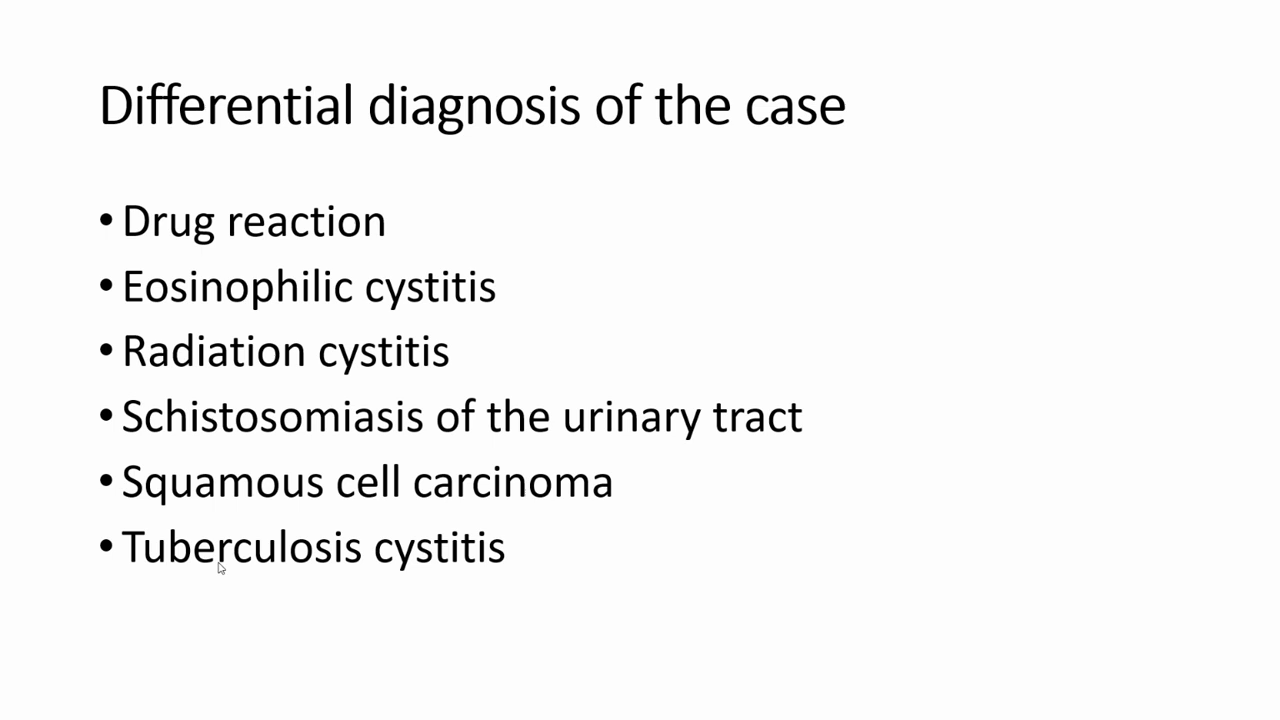 Differential diagnosis of the case
• Drug reaction
• Eosinophilic cystitis
• Radiation cystitis
• Schistosomiasis of the urinary tract
• Squamous cell carcinoma
• Tuberculosis cystitis